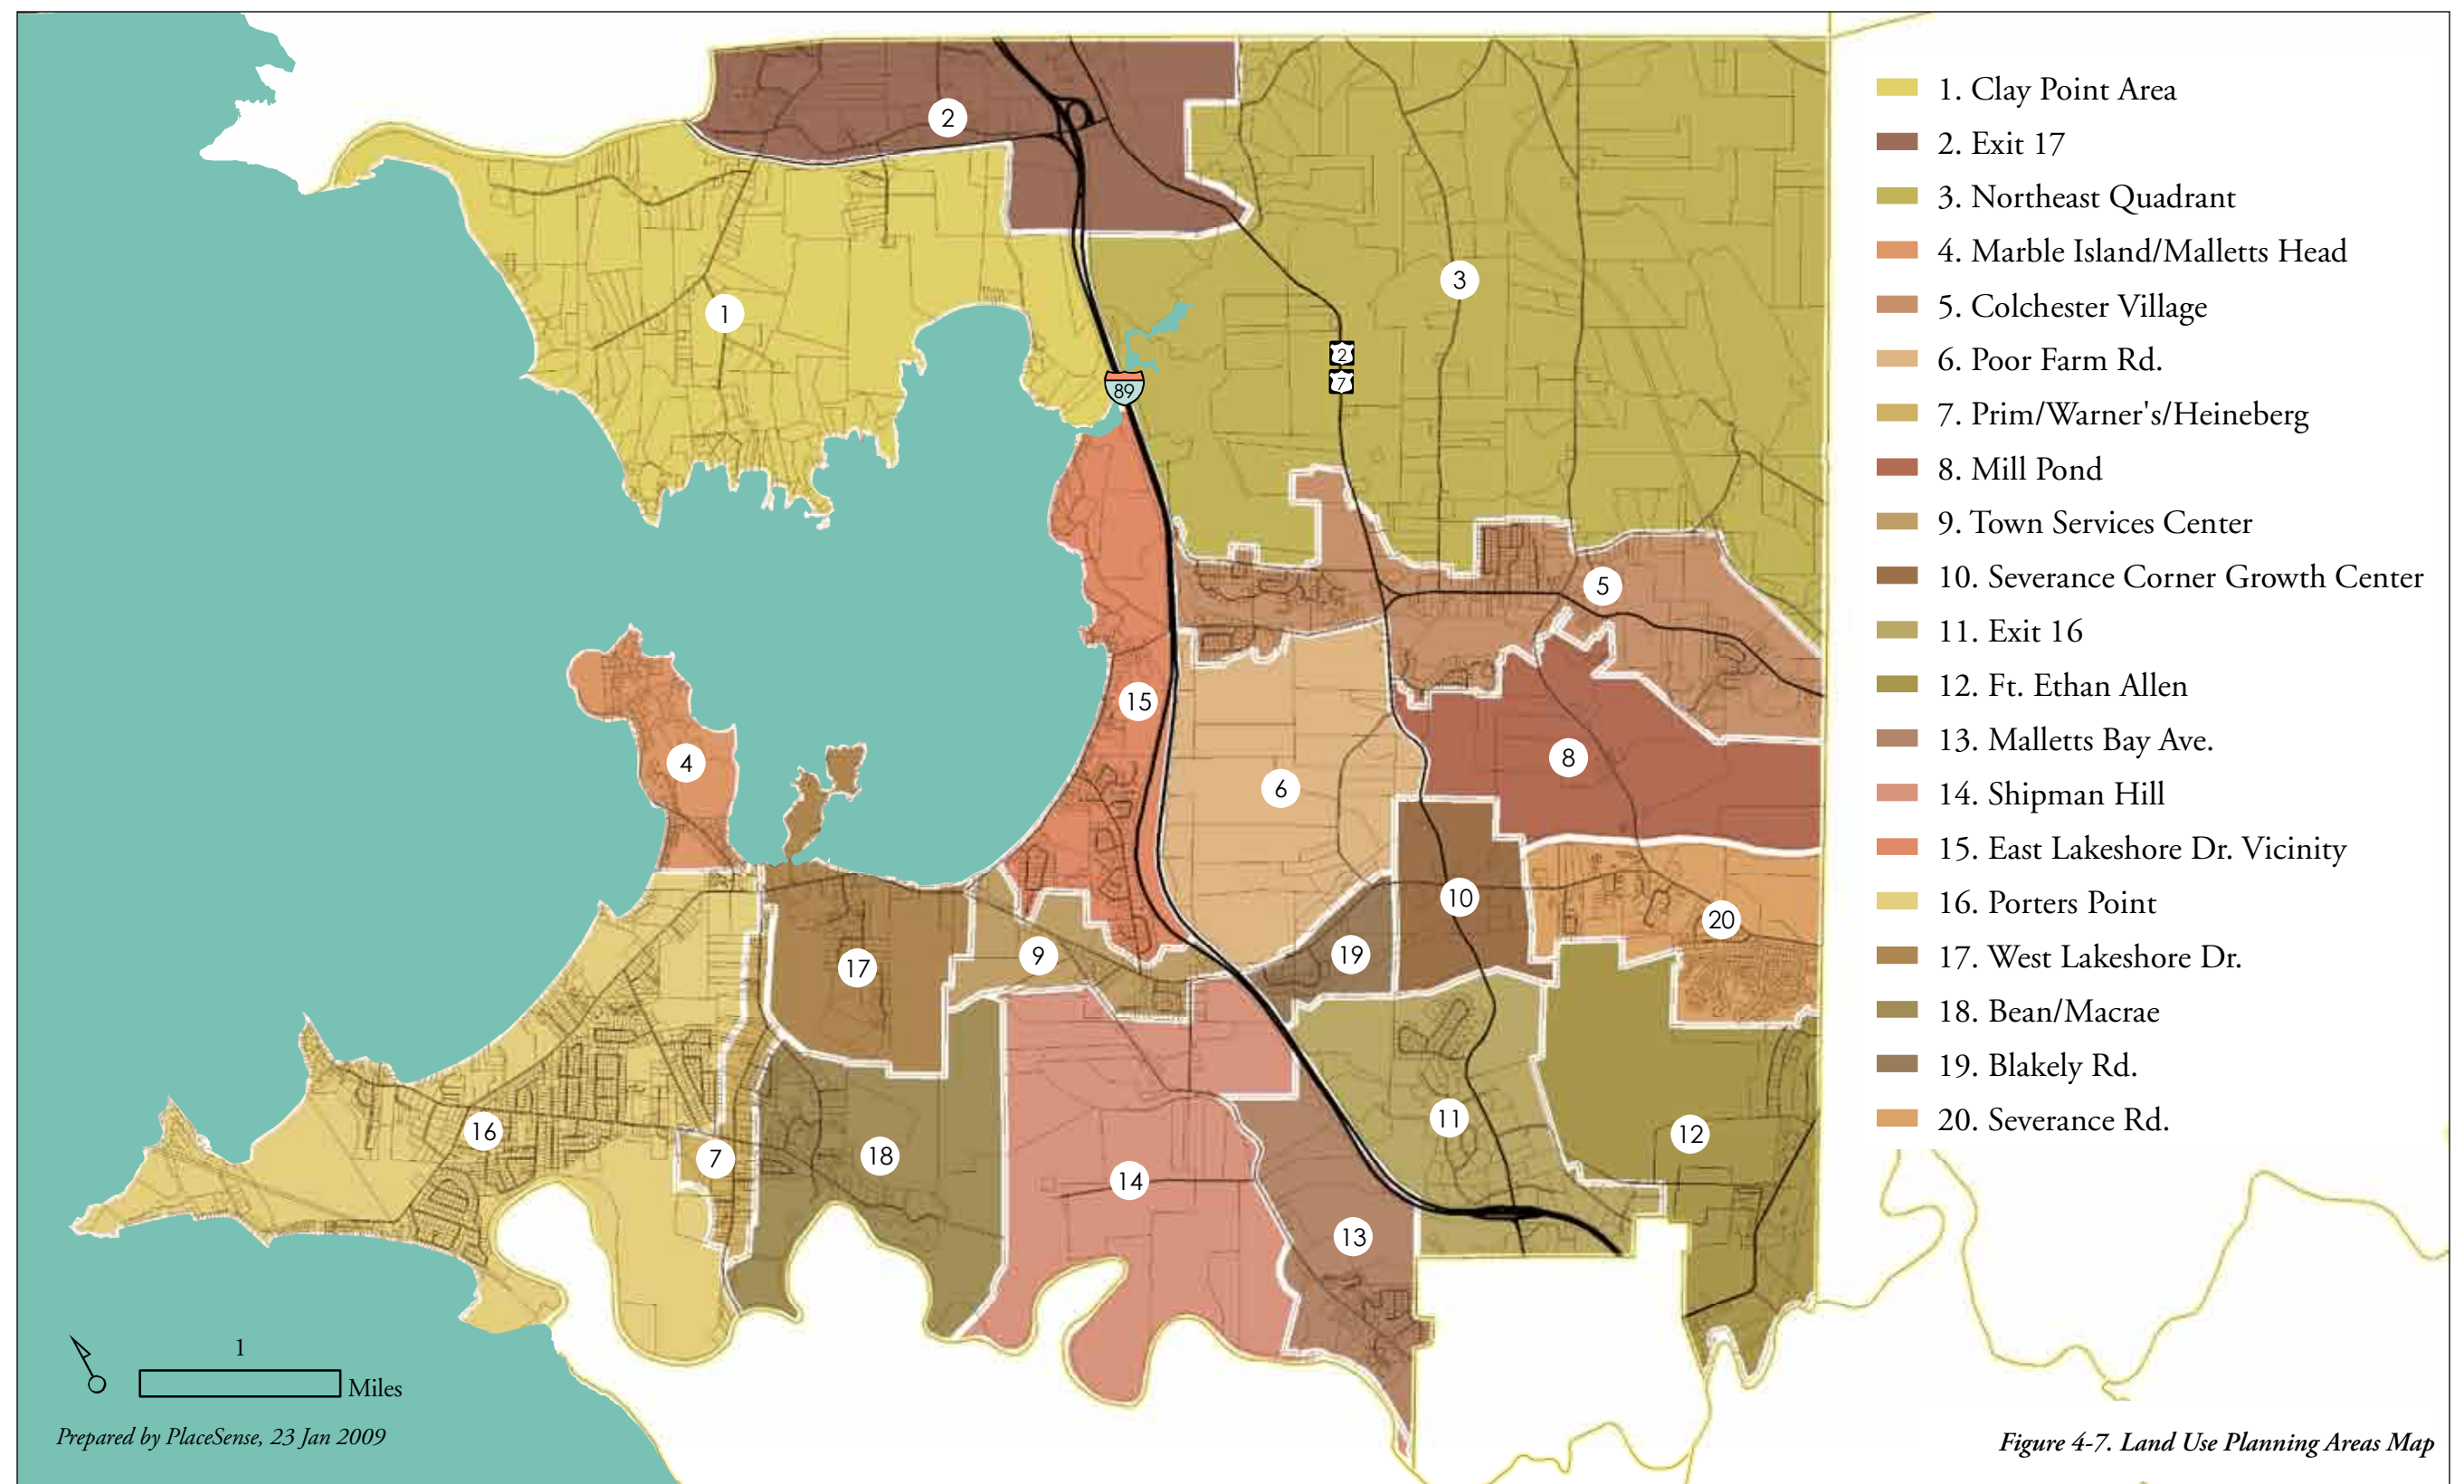 2
1
3
2
7
89
5
15
4
8
6
10
20
17
9
19
11
16
12
7
18
14
13
1. Clay Point Area
2. Exit 17
3. Northeast Quadrant
4. Marble Island/Malletts Head
5. Colchester Village
6. Poor Farm Rd.
7. Prim/Warner's/Heineberg
8. Mill Pond
9. Town Services Center
10. Severance Corner Growth Center
11. Exit 16
12. Ft. Ethan Allen
13. Malletts Bay Ave.
14. Shipman Hill
15. East Lakeshore Dr. Vicinity
16. Porters Point
17. West Lakeshore Dr.
18. Bean/Macrae
19. Blakely Rd.
20. Severance Rd.
1
Miles
Prepared by PlaceSense, 23 Jan 2009
Figure 4-7. Land Use Planning Areas Map